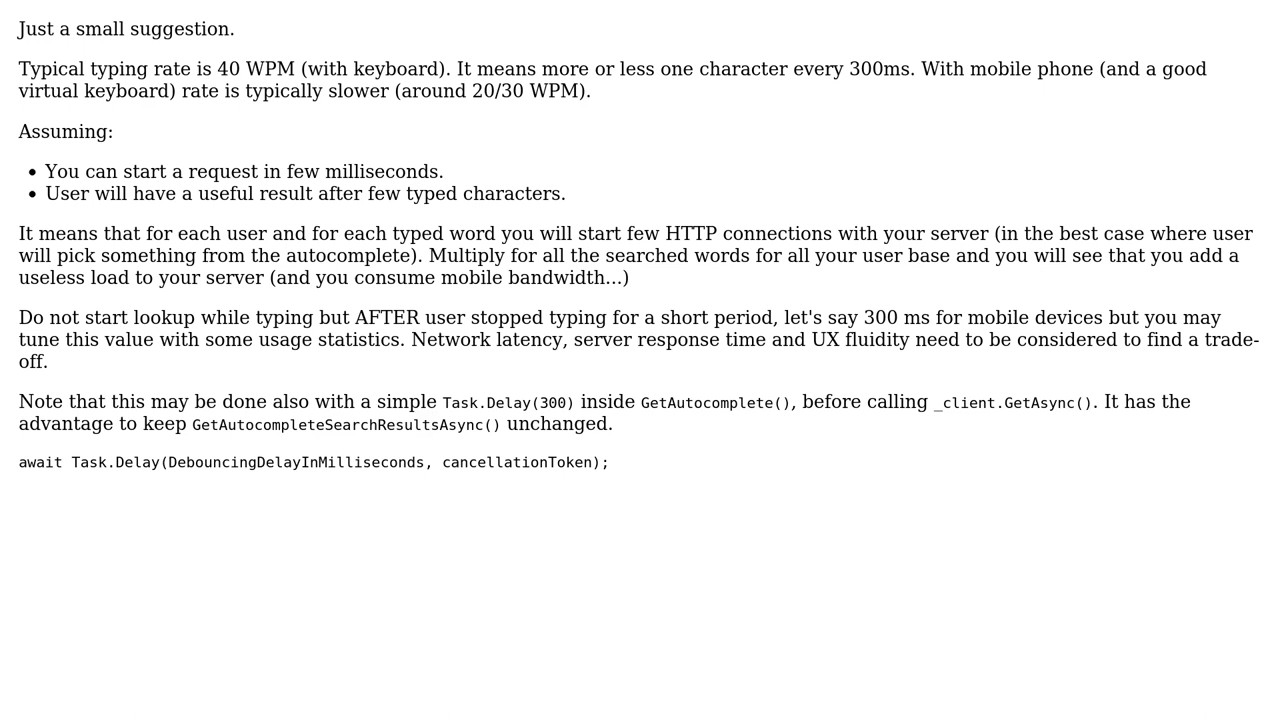 Just a small suggestion.
Typical typing rate is 40 WPM (with keyboard). It means more or less one character every 300ms. With mobile phone (and a good
virtual keyboard) rate is typically slower (around 20/30 WPM).
Assuming:
• You can start a request in few milliseconds.
• User will have a useful result after few typed characters.
It means that for each user and for each typed word you will start few HTTP connections with your server (in the best case where user
will pick something from the autocomplete). Multiply for all the searched words for all your user base and you will see that you add a
useless load to your server (and you consume mobile bandwidth...)
Do not start lookup while typing but AFTER user stopped typing for a short period, let's say 300 ms for mobile devices but you may
tune this value with some usage statistics. Network latency, server response time and UX fluidity need to be considered to find a trade-
off.
Note that this may be done also with a simple Task.Delay(300) inside GetAutocomplete(), before calling _client.GetAsync(). It has the
advantage to keep GetAutocompleteSearchResultsAsync() unchanged.
await Task.Delay(DebouncingDelayInMilliseconds, cancellationToken);